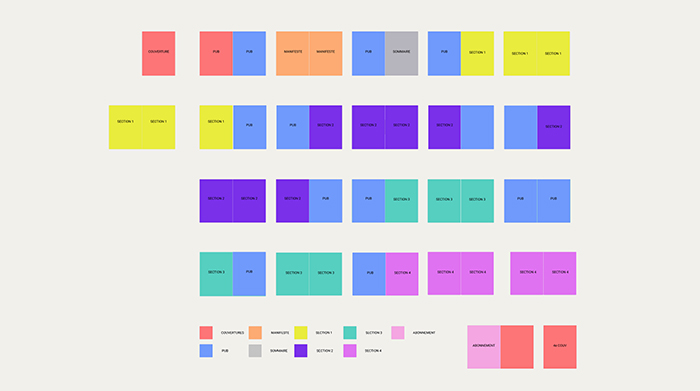 COUVERTURE PUB PUB MANIFESTE MANIFESTE PUB SOMMAIRE PUB SECTION 1 SECTION 1 SECTION 1
SECTION 1 SECTION 1 SECTION 1 PUB PUB SECTION 2 SECTION 2 SECTION 2 SECTION 2 SECTION 2
SECTION 2 SECTION 2 SECTION 2 PUB PUB SECTION 3 SECTION 3 SECTION 3 PUB PUB
SECTION 3 PUB SECTION 3 SECTION 3 PUB SECTION 4 SECTION 4 SECTION 4 SECTION 4 SECTION 4
COUVERTURES MANIFESTE SECTION 1 SECTION 3 ABONNEMENT
PUB SOMMAIRE SECTION 2 SECTION 4
ABONNEMENT